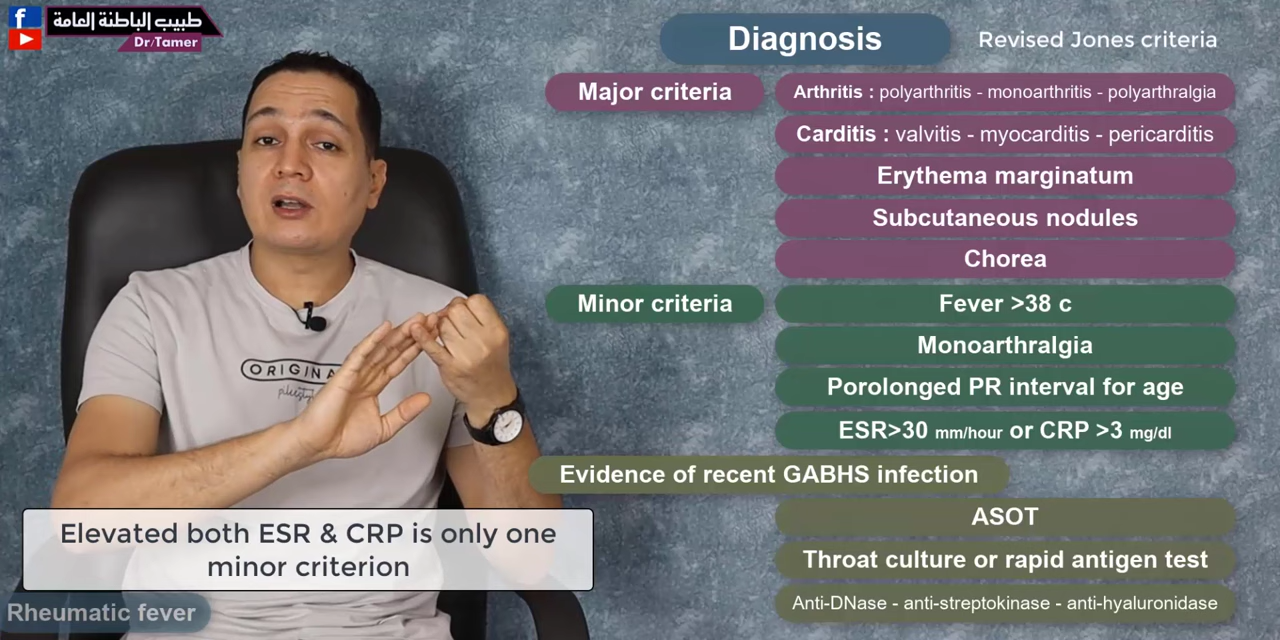 f
طبيب الباطنة العامة
Dr/Tamer
Diagnosis
Revised Jones criteria
Major criteria
Arthritis : polyarthritis - monoarthritis - polyarthralgia
Carditis : valvitis - myocarditis - pericarditis
Erythema marginatum
Subcutaneous nodules
Chorea
Minor criteria
Fever >38 c
Monoarthralgia
Porolonged PR interval for age
ESR>30 mm/hour or CRP >3 mg/dl
Evidence of recent GABHS infection
ASOT
Throat culture or rapid antigen test
Anti-DNase - anti-streptokinase - anti-hyaluronidase
ORIGINA
Elevated both ESR & CRP is only one
minor criterion
Rheumatic fever